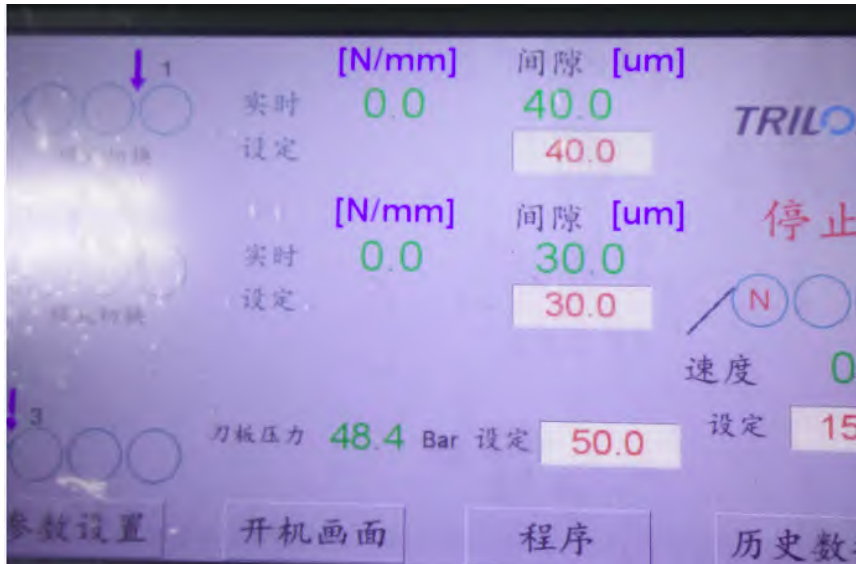 1 [N/mm] 间隙 [um]
实时 0.0 40.0
TRILO
设定 40.0
[N/mm] 间隙 [um]
停止
实时 0.0 30.0
设定 30.0
N
速度 0
3
刀板压力 48.4 Bar 设定 50.0
设定 15
参数设置 开机画面 程序 历史数